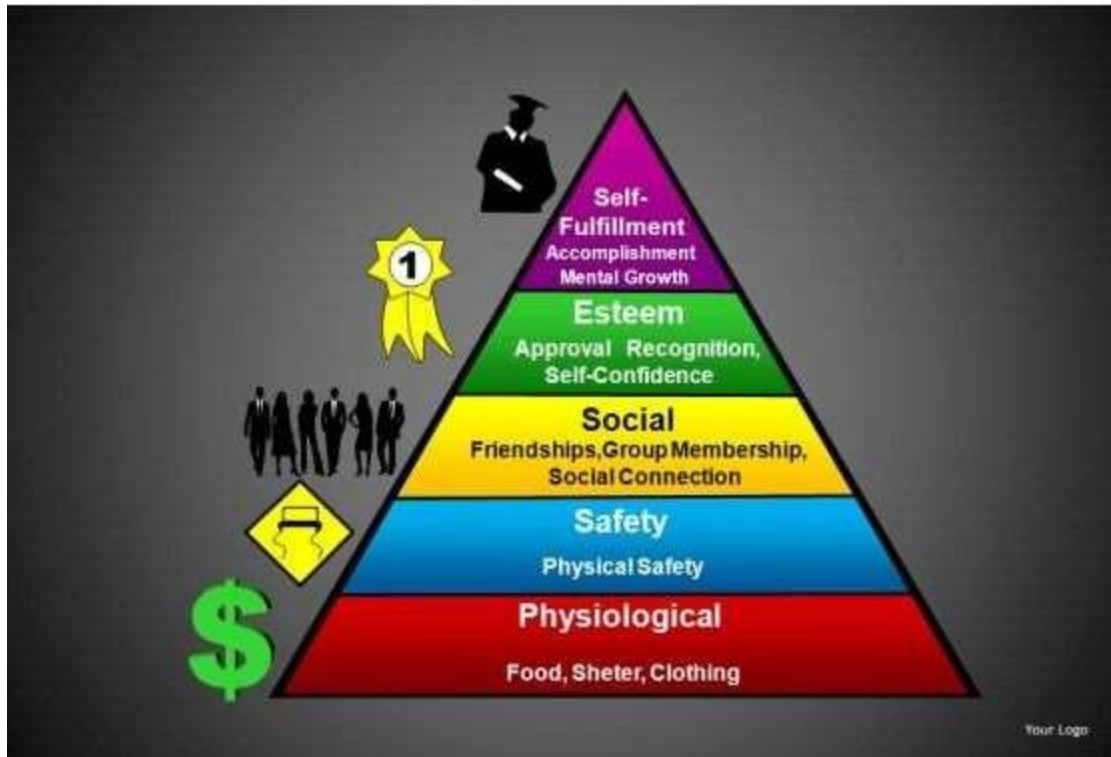 Self-
Fulfillment
Accomplishment
Mental Growth
1
Esteem
Approval Recognition,
Self-Confidence
Social
Friendships,Group Membership,
Social Connection
Safety
Physical Safety
$
Physiological
Food, Sheter, Clothing
Your Logo